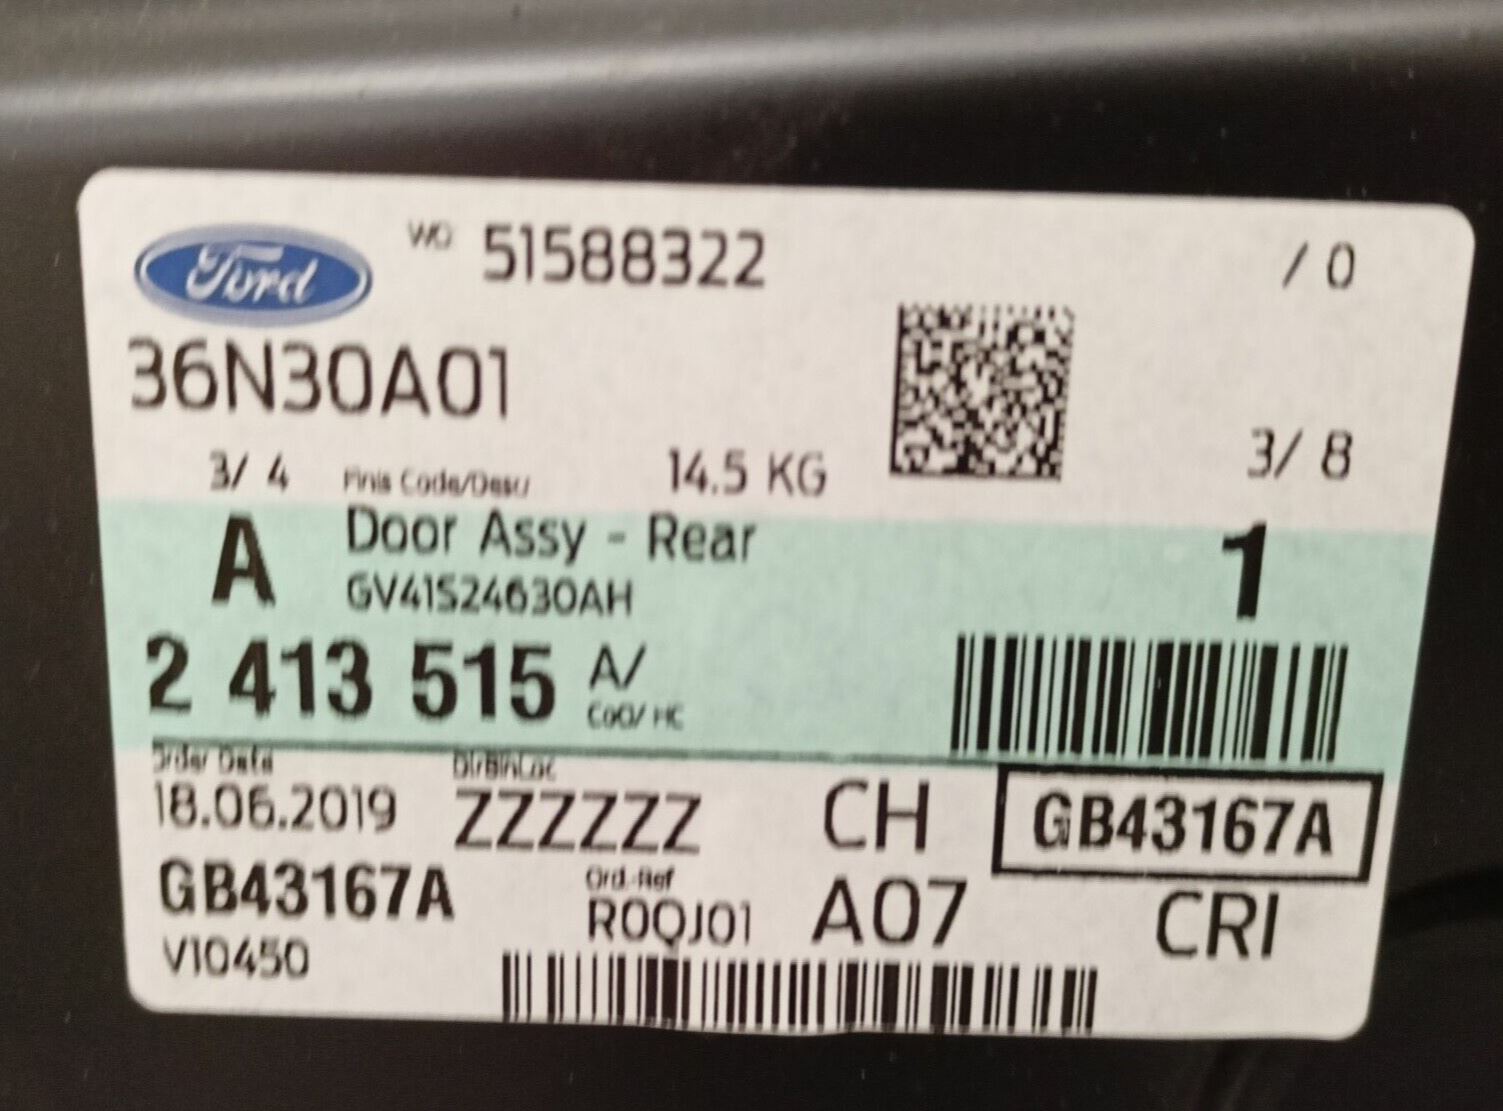 Ford
WO 51588322
/ 0
36N30A01
3/ 8
3/ 4 Finis Code/Descr 14.5 KG
A Door Assy - Rear 1
GV41S24630AH
2 413 515 A/
CoO/ HC
Order Date DlrBinLoc
18.06.2019 ZZZZZZ CH GB43167A
GB43167A Ord.-Ref
R0QJ01 A07 CRI
V10450